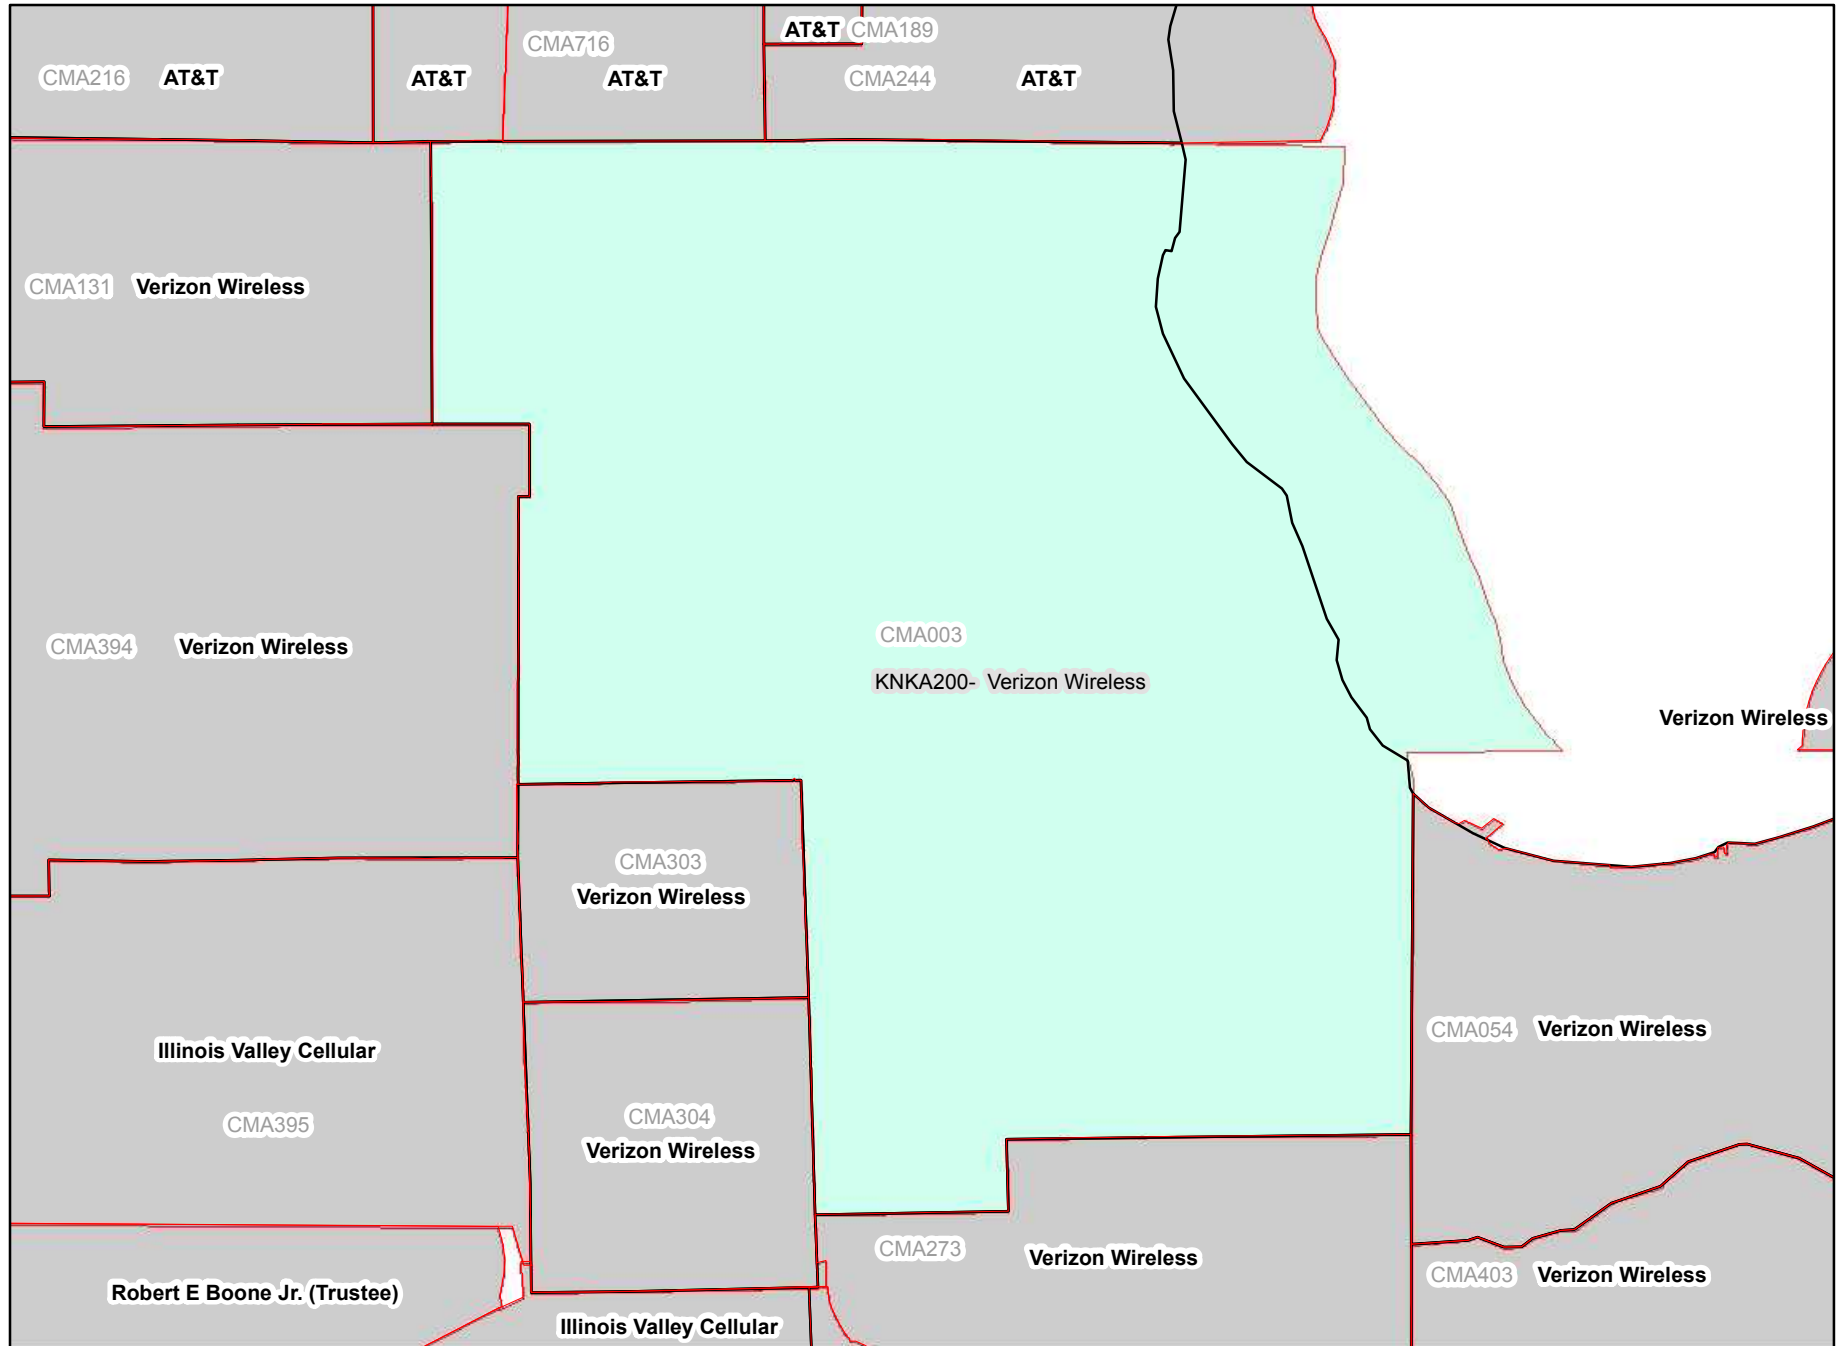 AT&T CMA189
CMA716
CMA216 AT&T
AT&T
AT&T
CMA244 AT&T
CMA131 Verizon Wireless
CMA003
CMA394 Verizon Wireless
KNKA200- Verizon Wireless
Verizon Wireless
CMA303
Verizon Wireless
CMA054 Verizon Wireless
Illinois Valley Cellular
CMA395
CMA304
Verizon Wireless
CMA273 Verizon Wireless
CMA403 Verizon Wireless
Robert E Boone Jr. (Trustee)
Illinois Valley Cellular